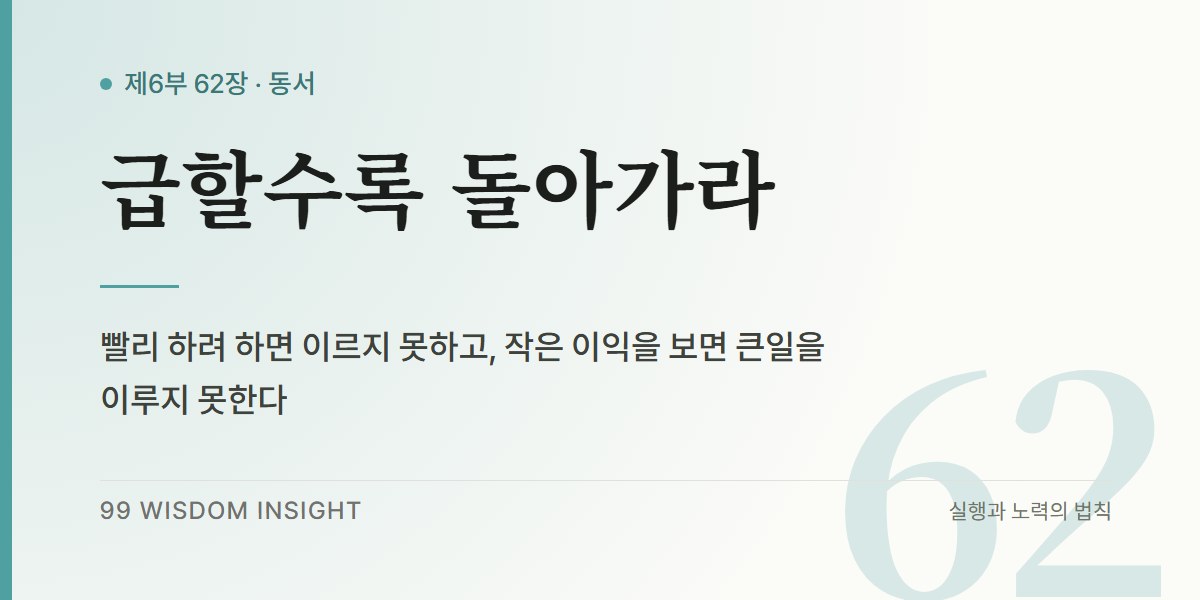 제6부 62장 · 동서
급할수록 돌아가라
빨리 하려 하면 이르지 못하고, 작은 이익을 보면 큰일을
이루지 못한다
99 WISDOM INSIGHT
실행과 노력의 법칙
62